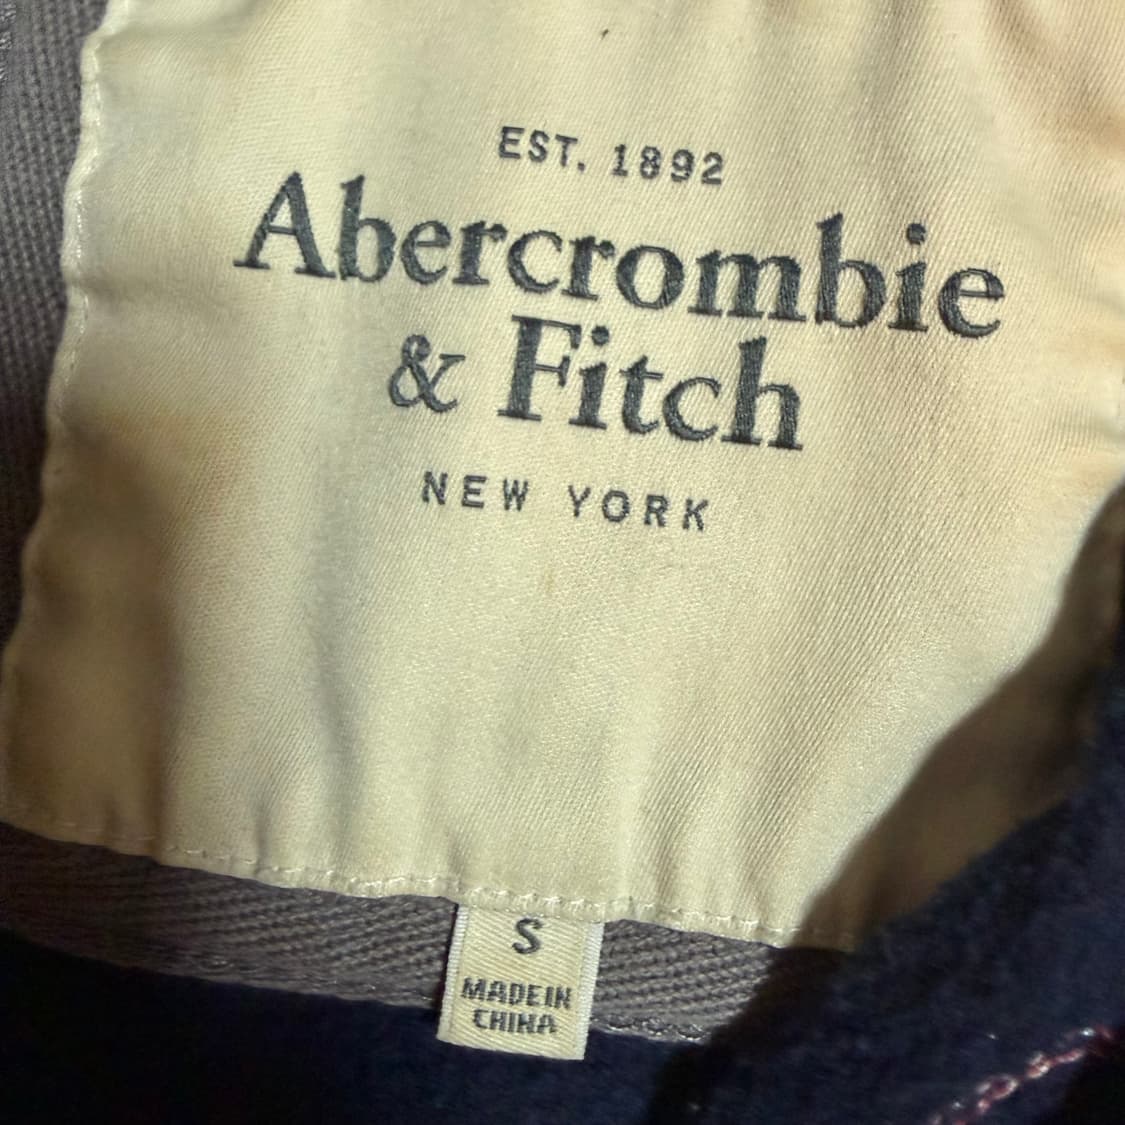 EST. 1892
Abercrombie
& Fitch
NEW YORK
S
MADE IN
CHINA